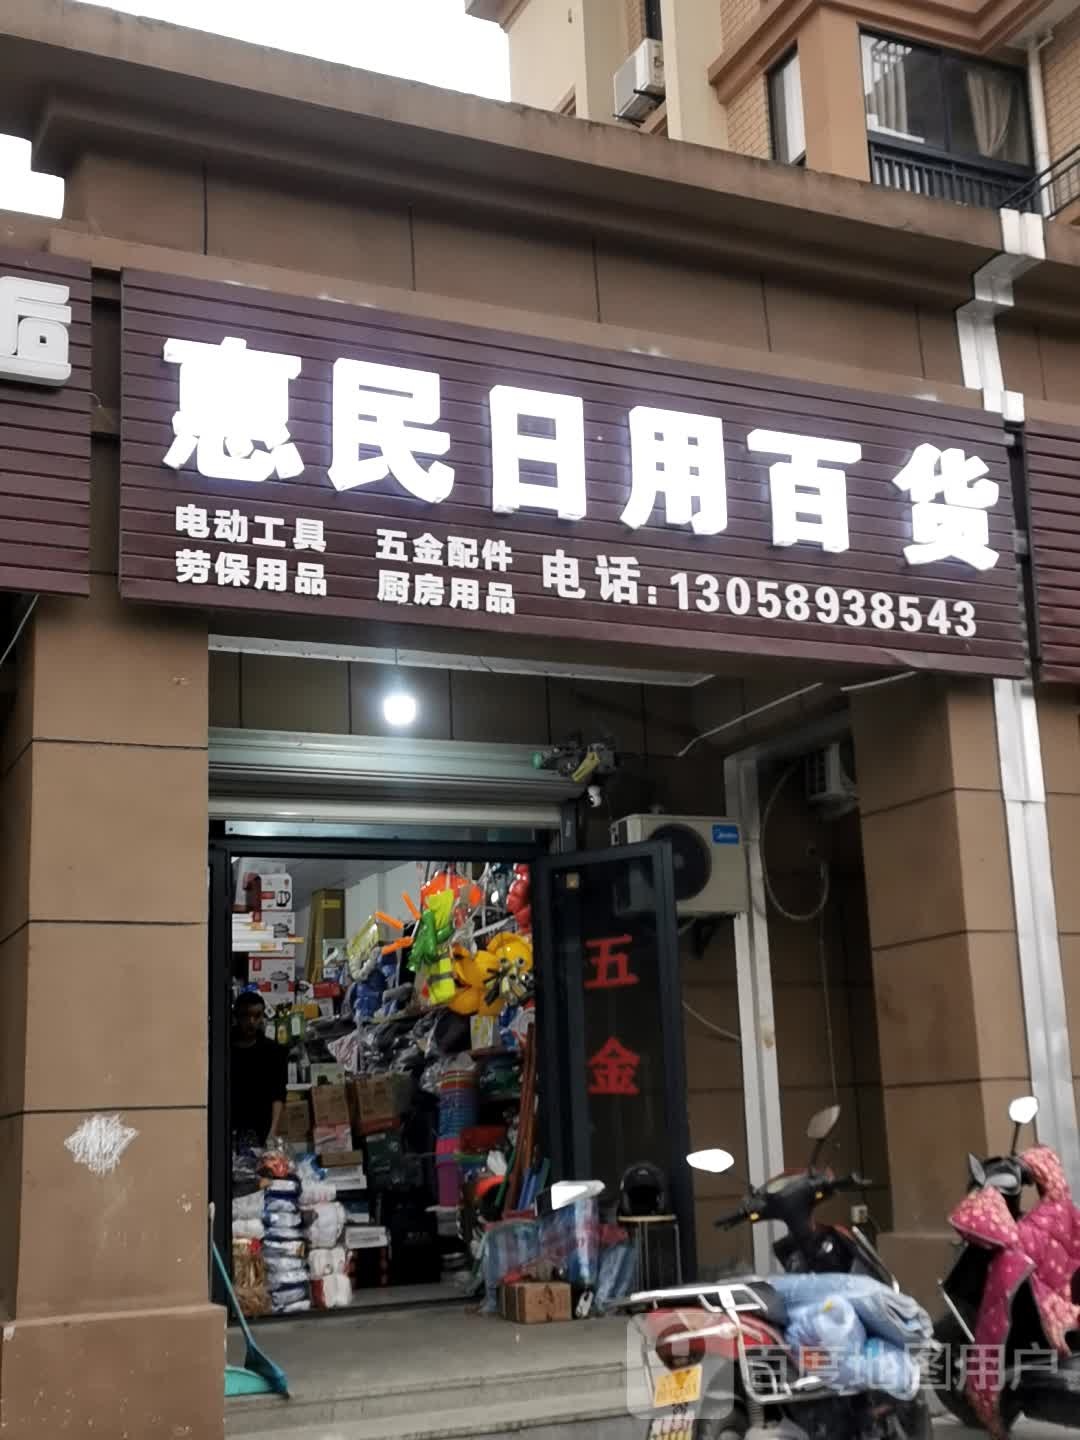 后
惠民日用百货
电动工具 五金配件
劳保用品 厨房用品
电话:13058938543
五金
百度地图用户